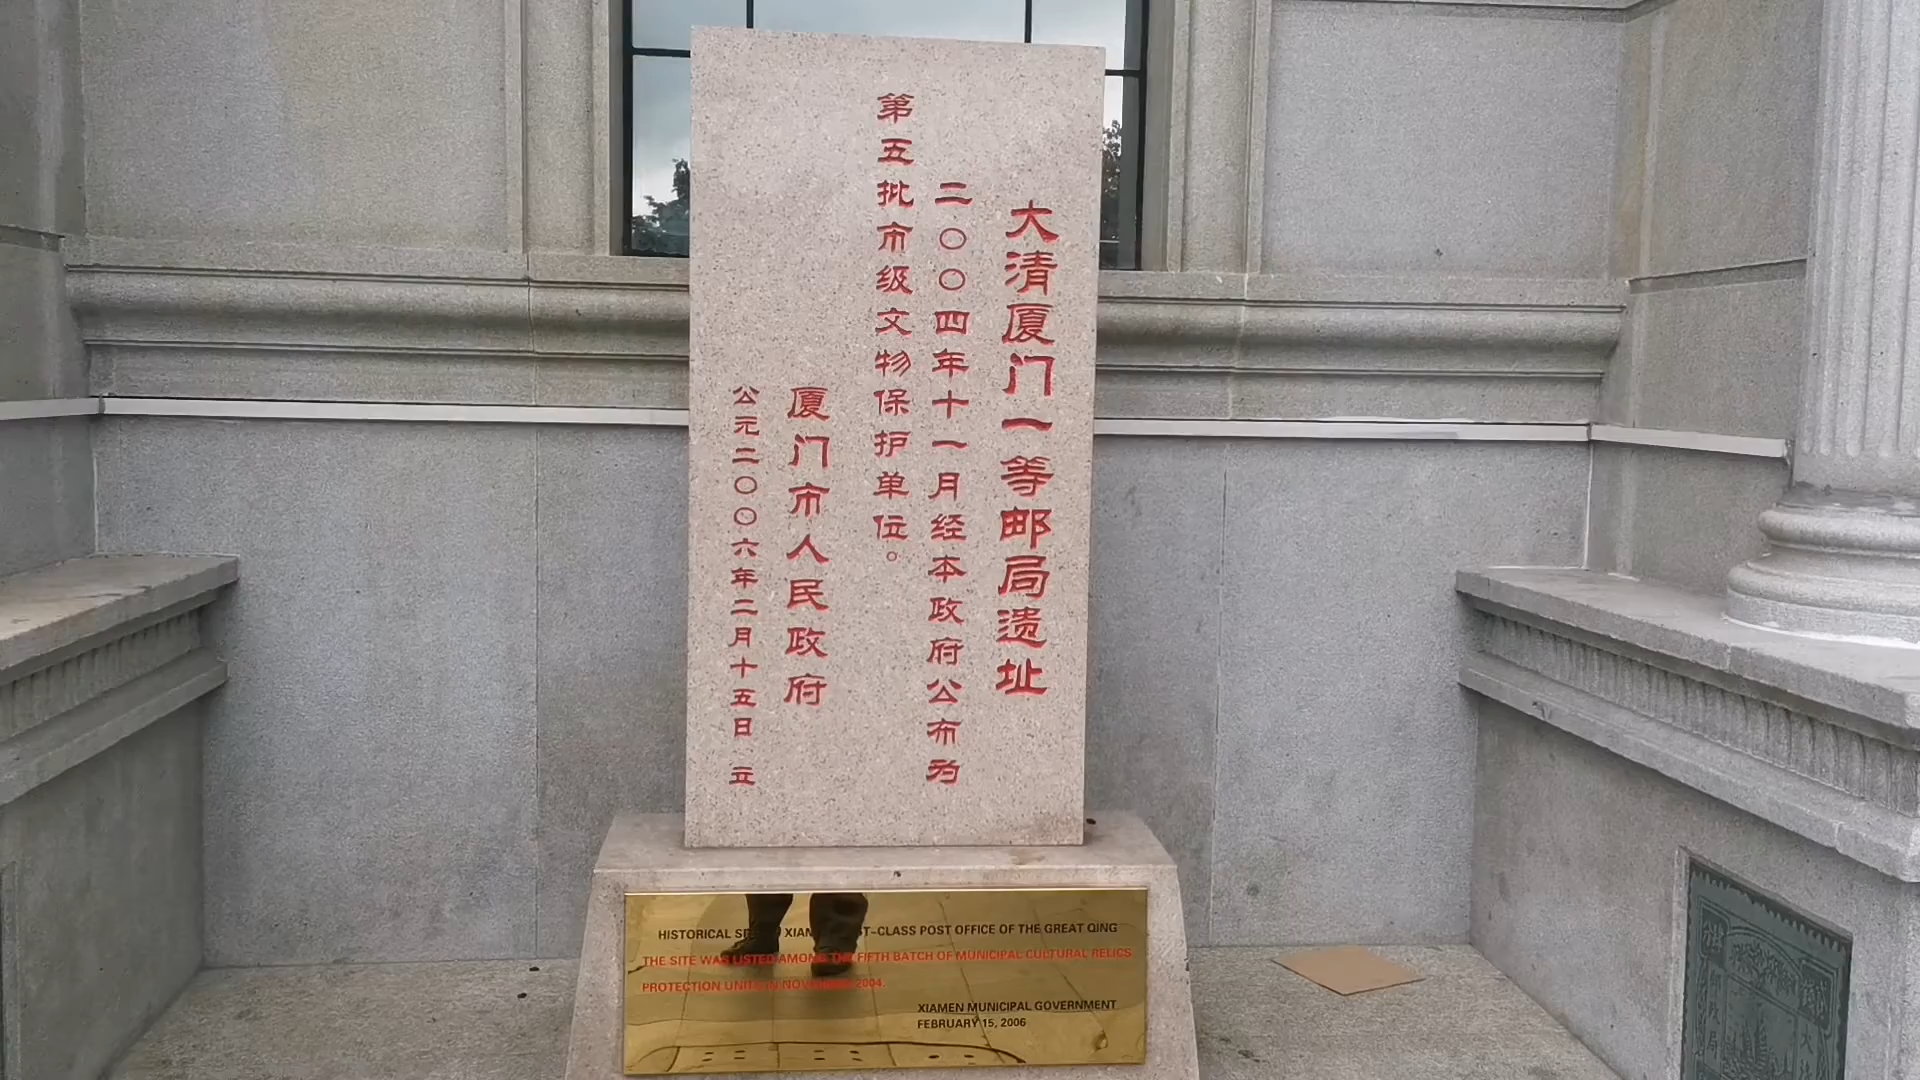 大清厦门一等邮局遗址
二〇〇四年十一月经本政府公布为
第五批市级文物保护单位。
厦门市人民政府
公元二〇〇六年二月十五日 立
HISTORICAL XIAM -CLASS POST OFFICE OF THE GREAT QING
THE SITE WAS LISTED AMONG THE FIFTH BATCH OF MUNICIPAL CULTURAL RELICS
PROTECTION UNITS IN NOVEMBER 2004.
XIAMEN MUNICIPAL GOVERNMENT
FEBRUARY 15, 2006